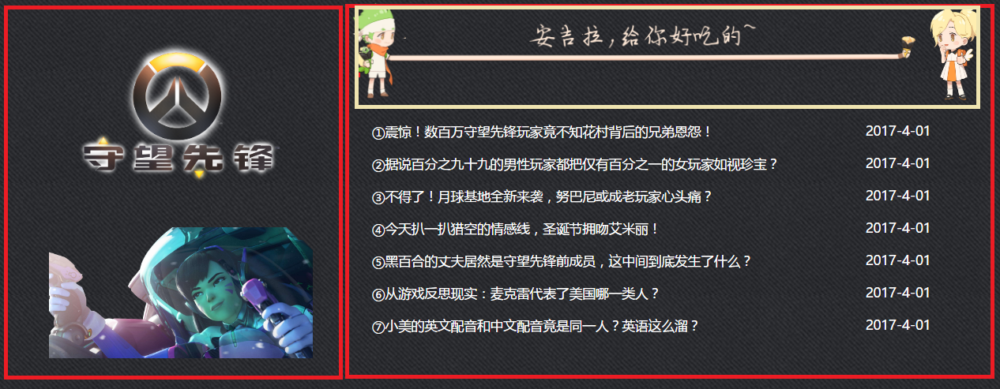 守望先锋
安吉拉,给你好吃的~
①震惊！数百万守望先锋玩家竟不知花村背后的兄弟恩怨！ 2017-4-01
②据说百分之九十九的男性玩家都把仅有百分之一的女玩家如视珍宝？ 2017-4-01
③不得了！月球基地全新来袭，努巴尼或成老玩家心头痛？ 2017-4-01
④今天扒一扒猎空的情感线，圣诞节拥吻艾米丽！ 2017-4-01
⑤黑百合的丈夫居然是守望先锋前成员，这中间到底发生了什么？ 2017-4-01
⑥从游戏反思现实：麦克雷代表了美国哪一类人？ 2017-4-01
⑦小美的英文配音和中文配音竟是同一人？英语这么溜？ 2017-4-01